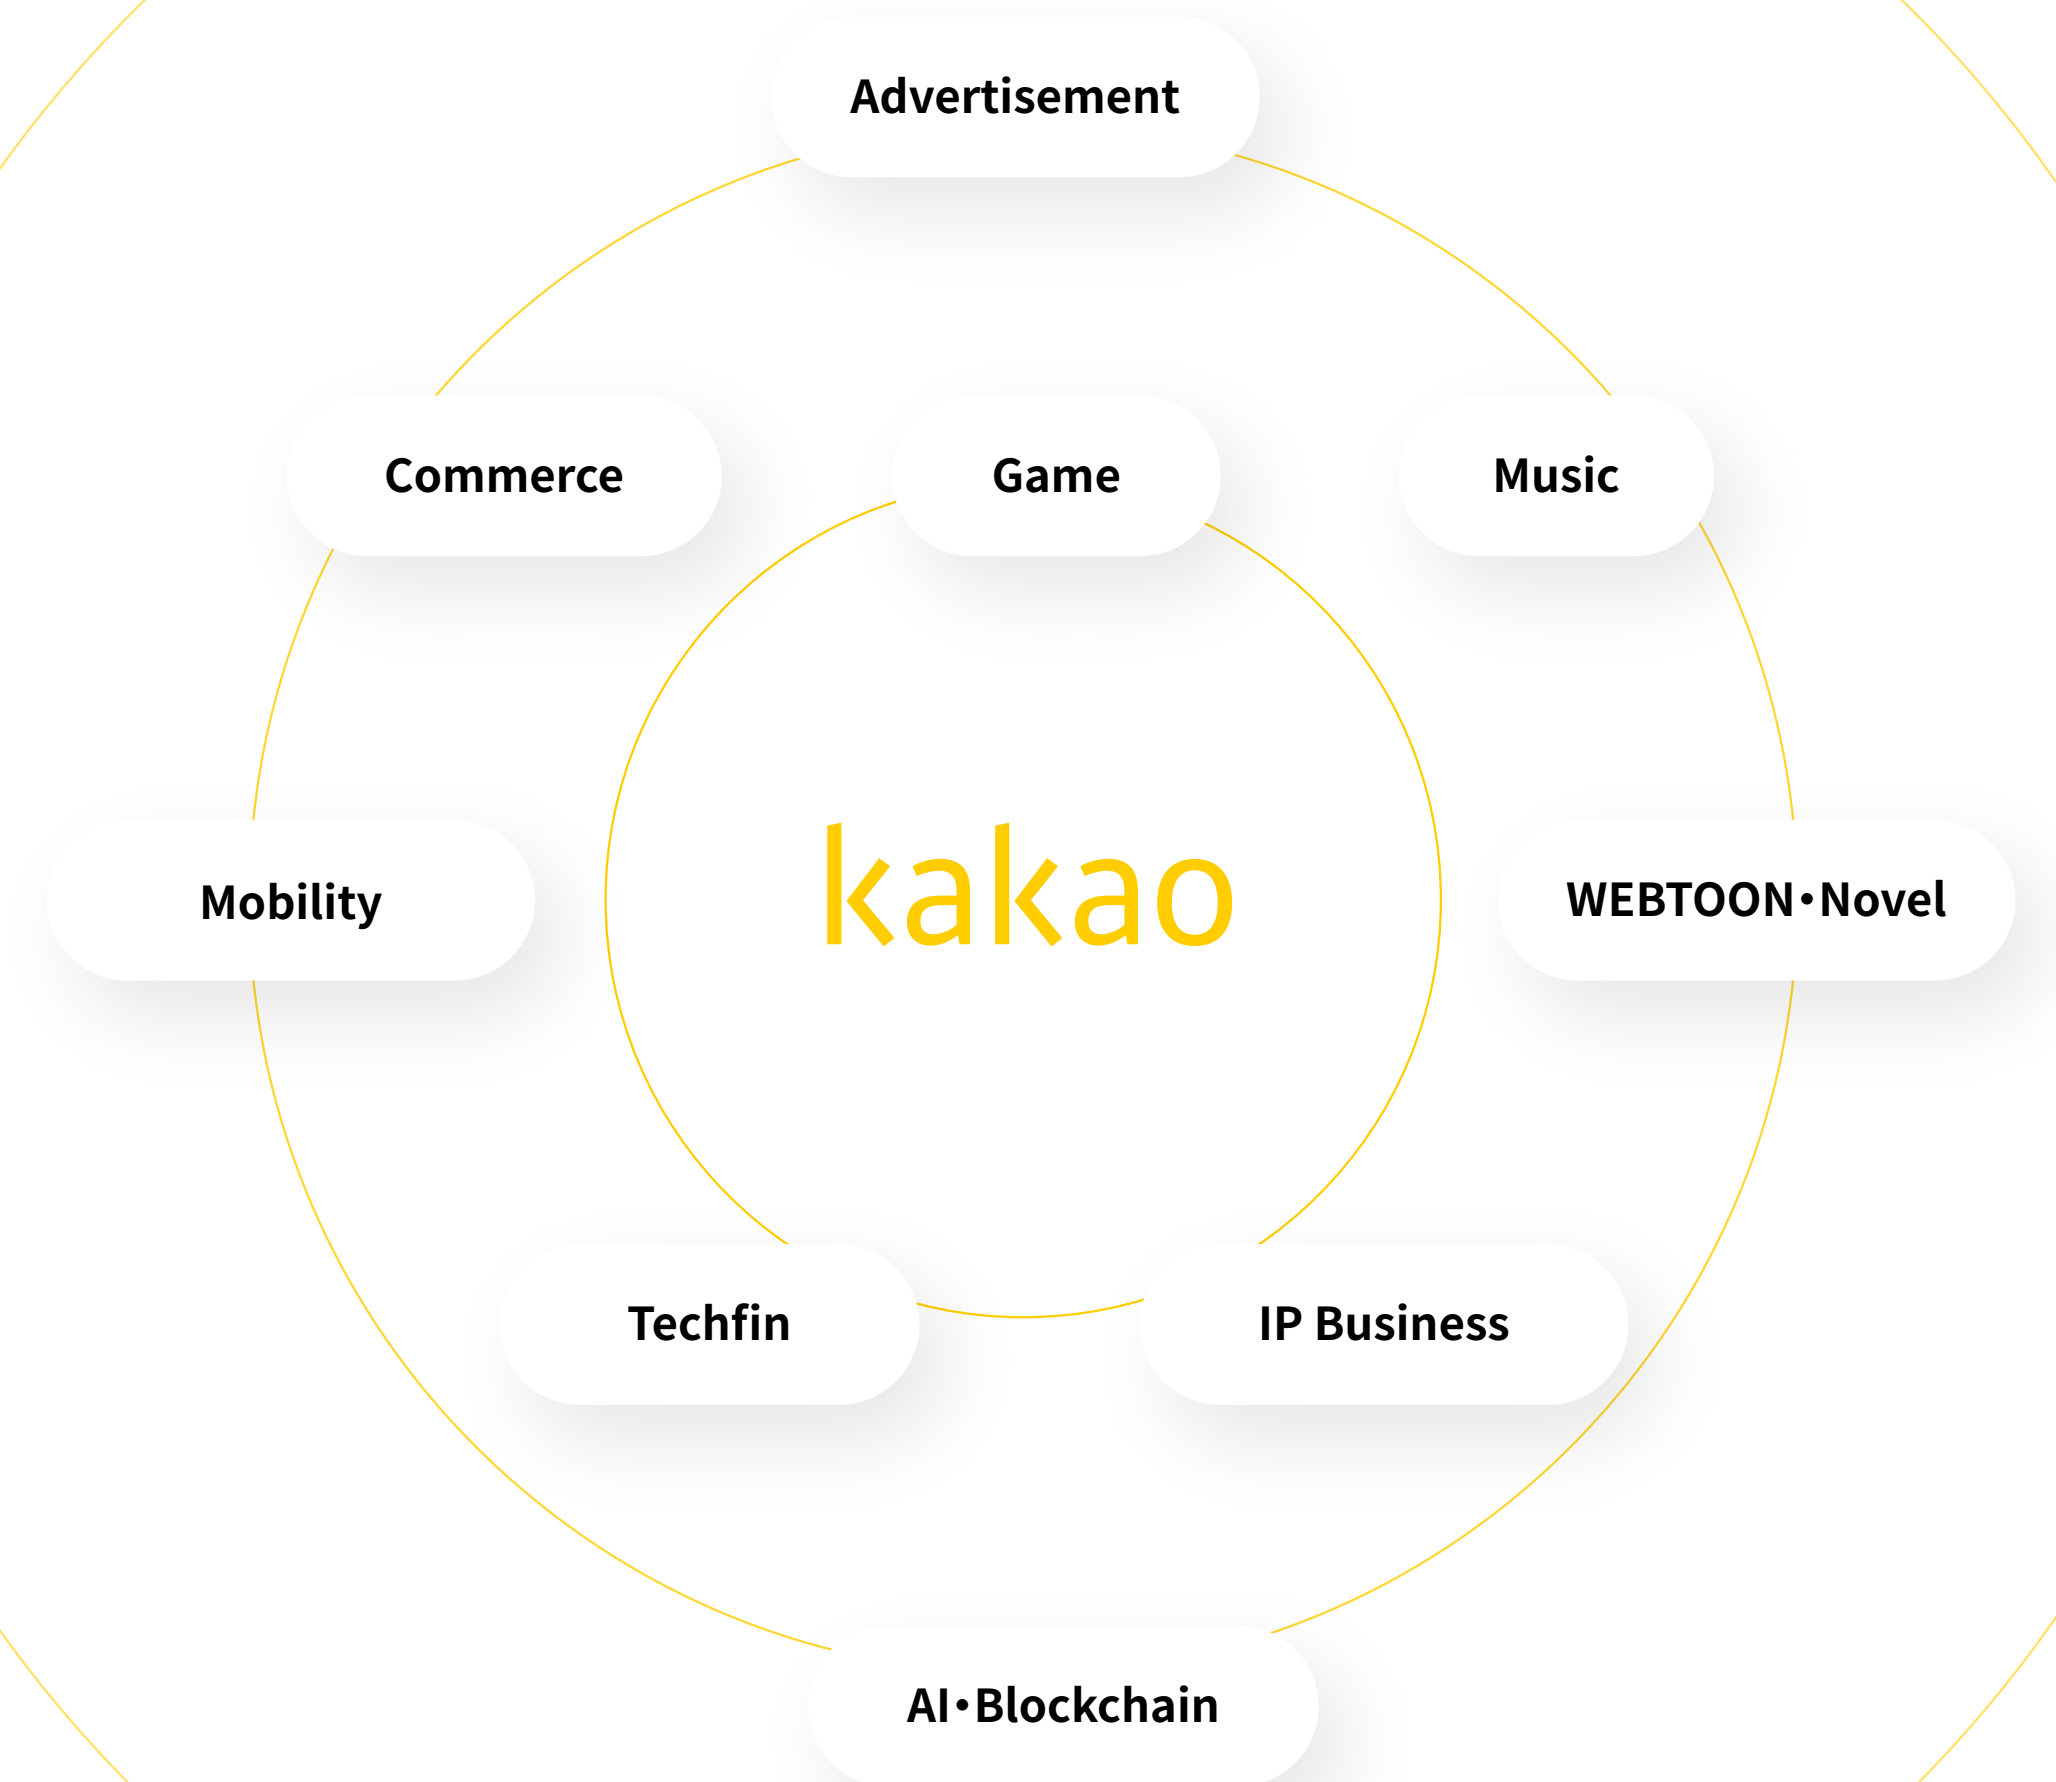 Advertisement
Commerce
Game
Music
kakao
Mobility
WEBTOON•Novel
Techfin
IP Business
AI•Blockchain